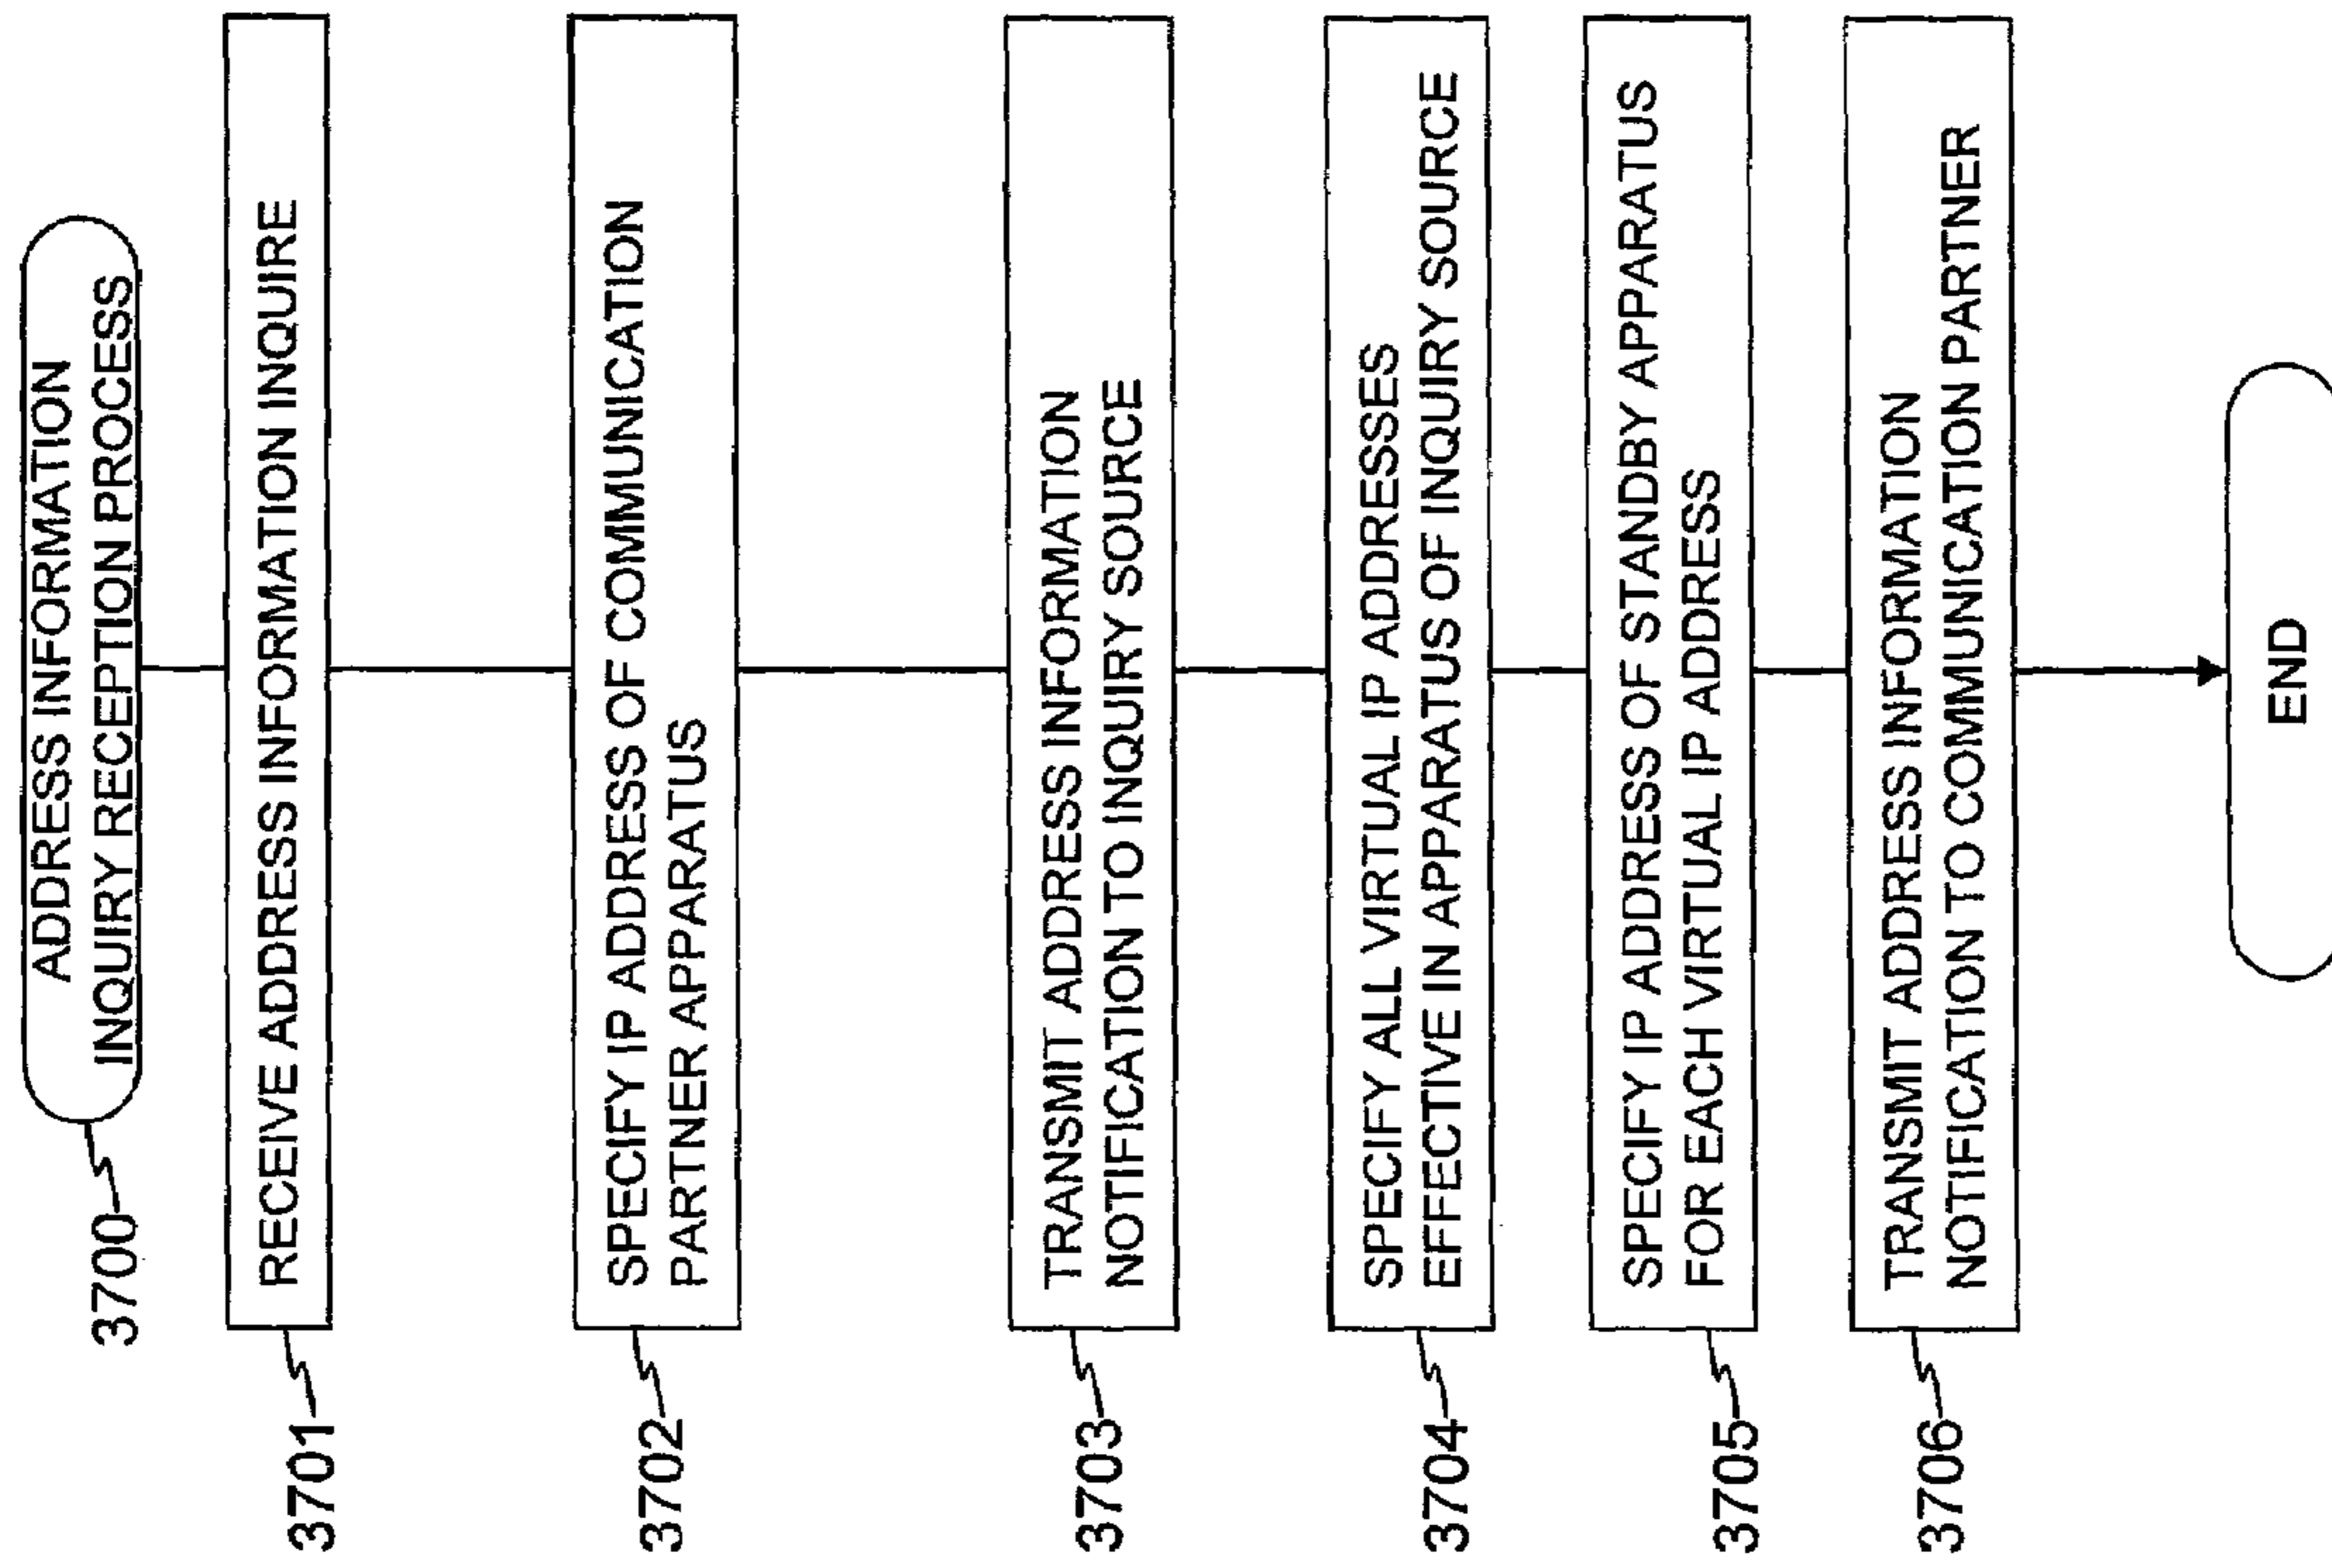 ADDRESS INFORMATION
INQUIRY RECEPTION PROCESS
3700
RECEIVE ADDRESS INFORMATION INQUIRE
3701
SPECIFY IP ADDRESS OF COMMUNICATION
PARTNER APPARATUS
3702
TRANSMIT ADDRESS INFORMATION
NOTIFICATION TO INQUIRY SOURCE
3703
SPECIFY ALL VIRTUAL IP ADDRESSES
EFFECTIVE IN APPARATUS OF INQUIRY SOURCE
3704
SPECIFY IP ADDRESS OF STANDBY APPARATUS
FOR EACH VIRTUAL IP ADDRESS
3705
TRANSMIT ADDRESS INFORMATION
NOTIFICATION TO COMMUNICATION PARTNER
3706
END